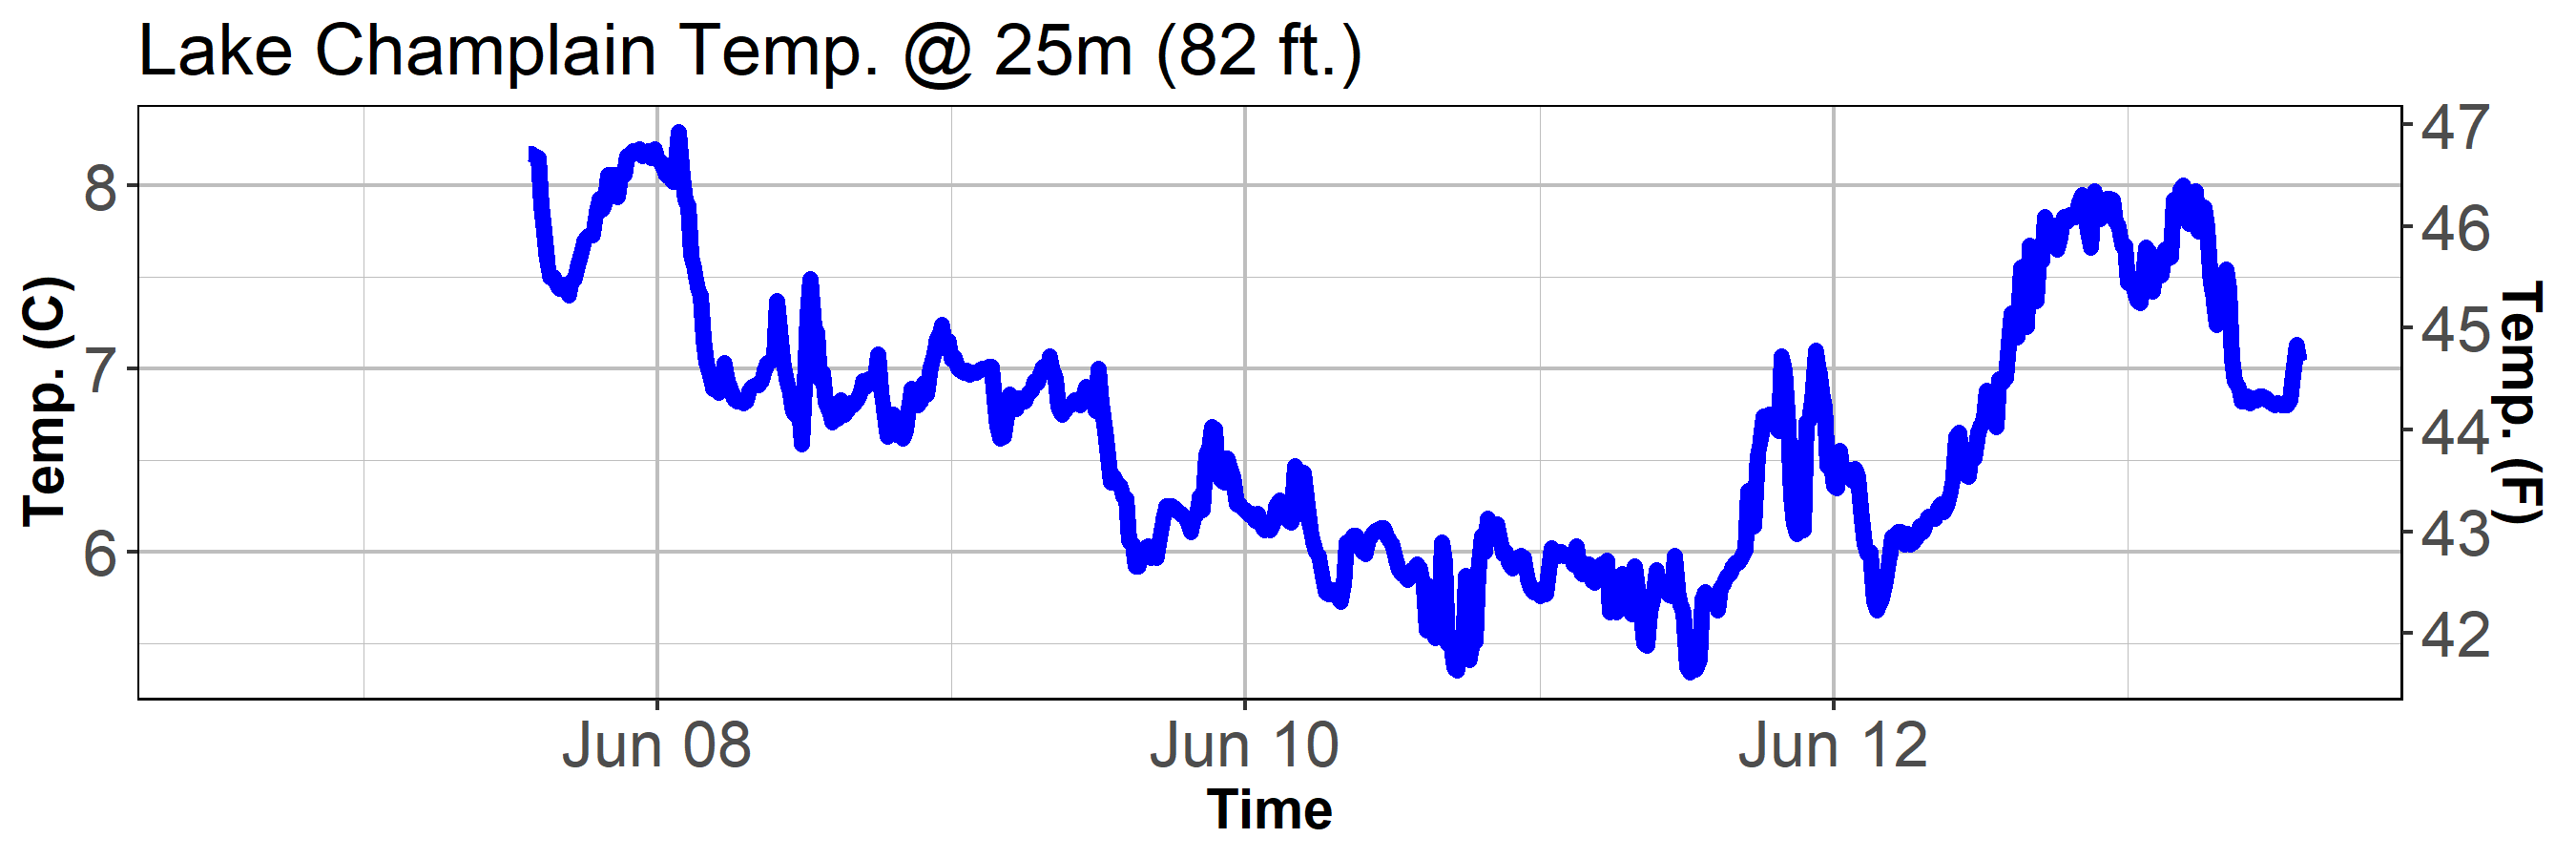 Lake Champlain Temp. @ 25m (82 ft.)
Temp. (C)
8
7
6
47
46
45
44
43
42
Temp. (F)
Jun 08 Jun 10 Jun 12
Time